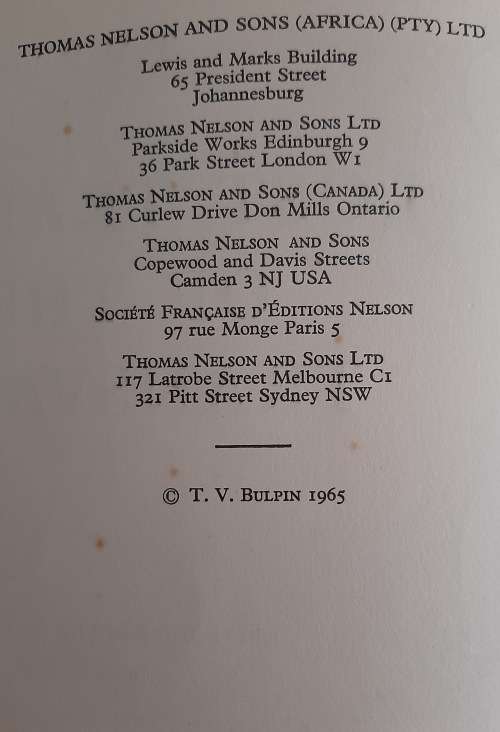 THOMAS NELSON AND SONS (AFRICA) (PTY) LTD
Lewis and Marks Building
65 President Street
Johannesburg
THOMAS NELSON AND SONS LTD
Parkside Works Edinburgh 9
36 Park Street London W1
THOMAS NELSON AND SONS (CANADA) LTD
81 Curlew Drive Don Mills Ontario
THOMAS NELSON AND SONS
Copewood and Davis Streets
Camden 3 NJ USA
SOCIÉTÉ FRANÇAISE D'ÉDITIONS NELSON
97 rue Monge Paris 5
THOMAS NELSON AND SONS LTD
117 Latrobe Street Melbourne C1
321 Pitt Street Sydney NSW
© T. V. BULPIN 1965